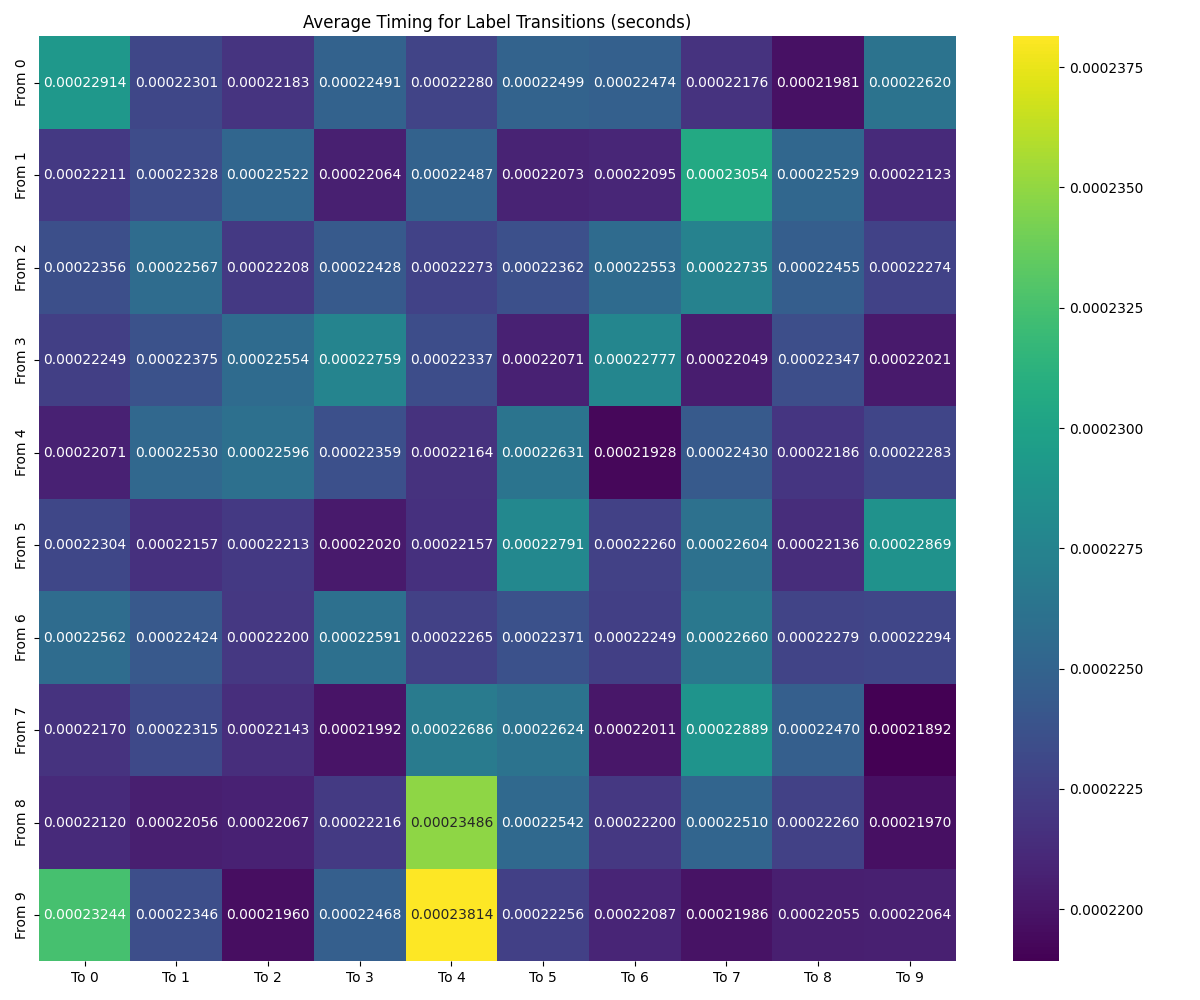 Average Timing for Label Transitions (seconds)
From 0 0.00022914 0.00022301 0.00022183 0.00022491 0.00022280 0.00022499 0.00022474 0.00022176 0.00021981 0.00022620
From 1 0.00022211 0.00022328 0.00022522 0.00022064 0.00022487 0.00022073 0.00022095 0.00023054 0.00022529 0.00022123
From 2 0.00022356 0.00022567 0.00022208 0.00022428 0.00022273 0.00022362 0.00022553 0.00022735 0.00022455 0.00022274
From 3 0.00022249 0.00022375 0.00022554 0.00022759 0.00022337 0.00022071 0.00022777 0.00022049 0.00022347 0.00022021
From 4 0.00022071 0.00022530 0.00022596 0.00022359 0.00022164 0.00022631 0.00021928 0.00022430 0.00022186 0.00022283
From 5 0.00022304 0.00022157 0.00022213 0.00022020 0.00022157 0.00022791 0.00022260 0.00022604 0.00022136 0.00022869
From 6 0.00022562 0.00022424 0.00022200 0.00022591 0.00022265 0.00022371 0.00022249 0.00022660 0.00022279 0.00022294
From 7 0.00022170 0.00022315 0.00022143 0.00021992 0.00022686 0.00022624 0.00022011 0.00022889 0.00022470 0.00021892
From 8 0.00022120 0.00022056 0.00022067 0.00022216 0.00023486 0.00022542 0.00022200 0.00022510 0.00022260 0.00021970
From 9 0.00023244 0.00022346 0.00021960 0.00022468 0.00023814 0.00022256 0.00022087 0.00021986 0.00022055 0.00022064
To 0 To 1 To 2 To 3 To 4 To 5 To 6 To 7 To 8 To 9
0.0002375
0.0002350
0.0002325
0.0002300
0.0002275
0.0002250
0.0002225
0.0002200